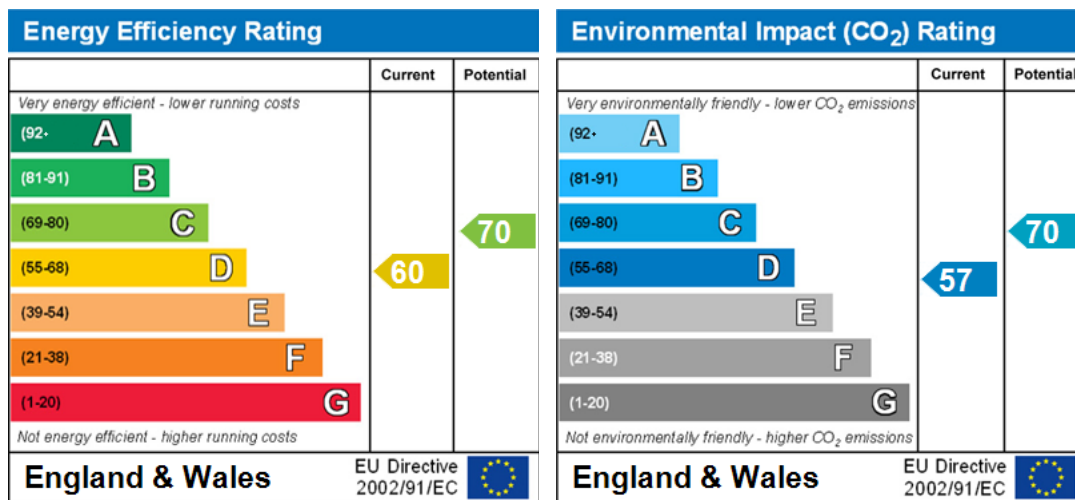 Energy Efficiency Rating
Current Potential
Very energy efficient - lower running costs
(92- A
(81-91) B
(69-80) C
70
(55-68) D
60
(39-54) E
(21-38) F
(1-20) G
Not energy efficient - higher running costs
England & Wales
EU Directive
2002/91/EC
Environmental Impact (CO2) Rating
Current Potential
Very environmentally friendly - lower CO2 emissions
(92- A
(81-91) B
(69-80) C
70
(55-68) D
57
(39-54) E
(21-38) F
(1-20) G
Not environmentally friendly - higher CO2 emissions
England & Wales
EU Directive
2002/91/EC